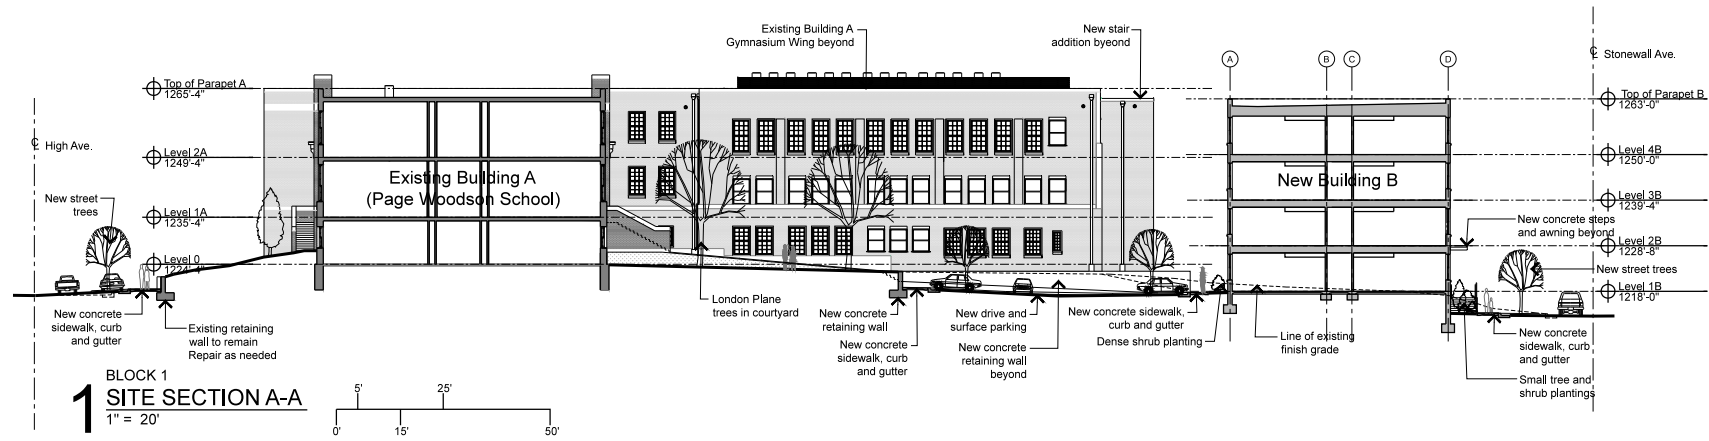 Existing Building A
Gymnasium Wing beyond
New stair
addition byeond
A
B
C
D
℄ Stonewall Ave.
Top of Parapet A
1265'-4"
Top of Parapet B
1263'-0"
℄ High Ave.
Level 2A
1249'-4"
Level 4B
1250'-0"
Existing Building A
(Page Woodson School)
New Building B
New street
trees
Level 1A
1235'-4"
Level 3B
1239'-4"
New concrete steps
and awning beyond
Level 2B
1228'-8"
Level 0
1224'-4"
New street trees
Level 1B
1218'-0"
London Plane
trees in courtyard
New concrete
sidewalk, curb
and gutter
Existing retaining
wall to remain
Repair as needed
New concrete
retaining wall
New concrete
sidewalk, curb
and gutter
New drive and
surface parking
New concrete
retaining wall
beyond
New concrete sidewalk,
curb and gutter
Dense shrub planting
Line of existing
finish grade
New concrete
sidewalk, curb
and gutter
Small tree and
shrub plantings
1
BLOCK 1
SITE SECTION A-A
1" = 20'
5'
25'
0'
15'
50'